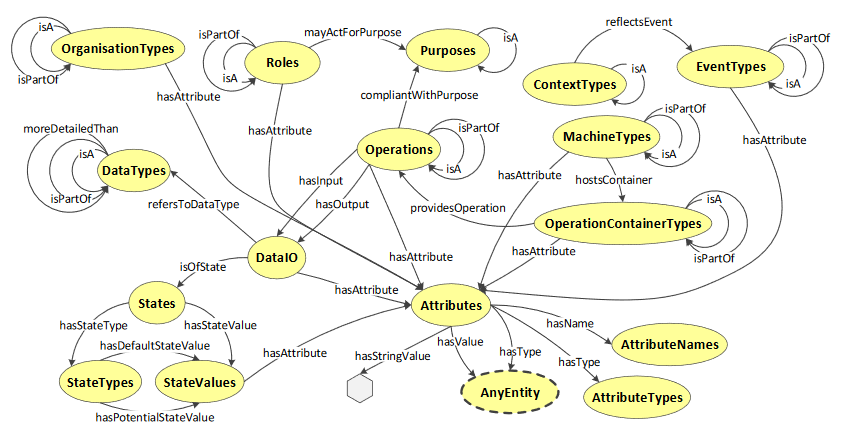 isA
OrganisationTypes
isPartOf
isPartOf
Roles
isA
mayActForPurpose
Purposes
isA
reflectsEvent
ContextTypes
isA
EventTypes
isPartOf
isA
hasAttribute
compliantWithPurpose
moreDetailedThan
isA
DataTypes
isPartOf
hasAttribute
Operations
isPartOf
isA
MachineTypes
isPartOf
isA
hasAttribute
hasInput
hasOutput
refersToDataType
hasAttribute
hostsContainer
providesOperation
OperationContainerTypes
isA
isPartOf
DataIO
isOfState
hasAttribute
hasAttribute
hasAttribute
States
hasStateType
hasStateValue
hasDefaultStateValue
StateTypes
StateValues
hasPotentialStateValue
hasAttribute
Attributes
hasStringValue
hasValue
hasType
hasName
hasType
AttributeNames
AnyEntity
AttributeTypes